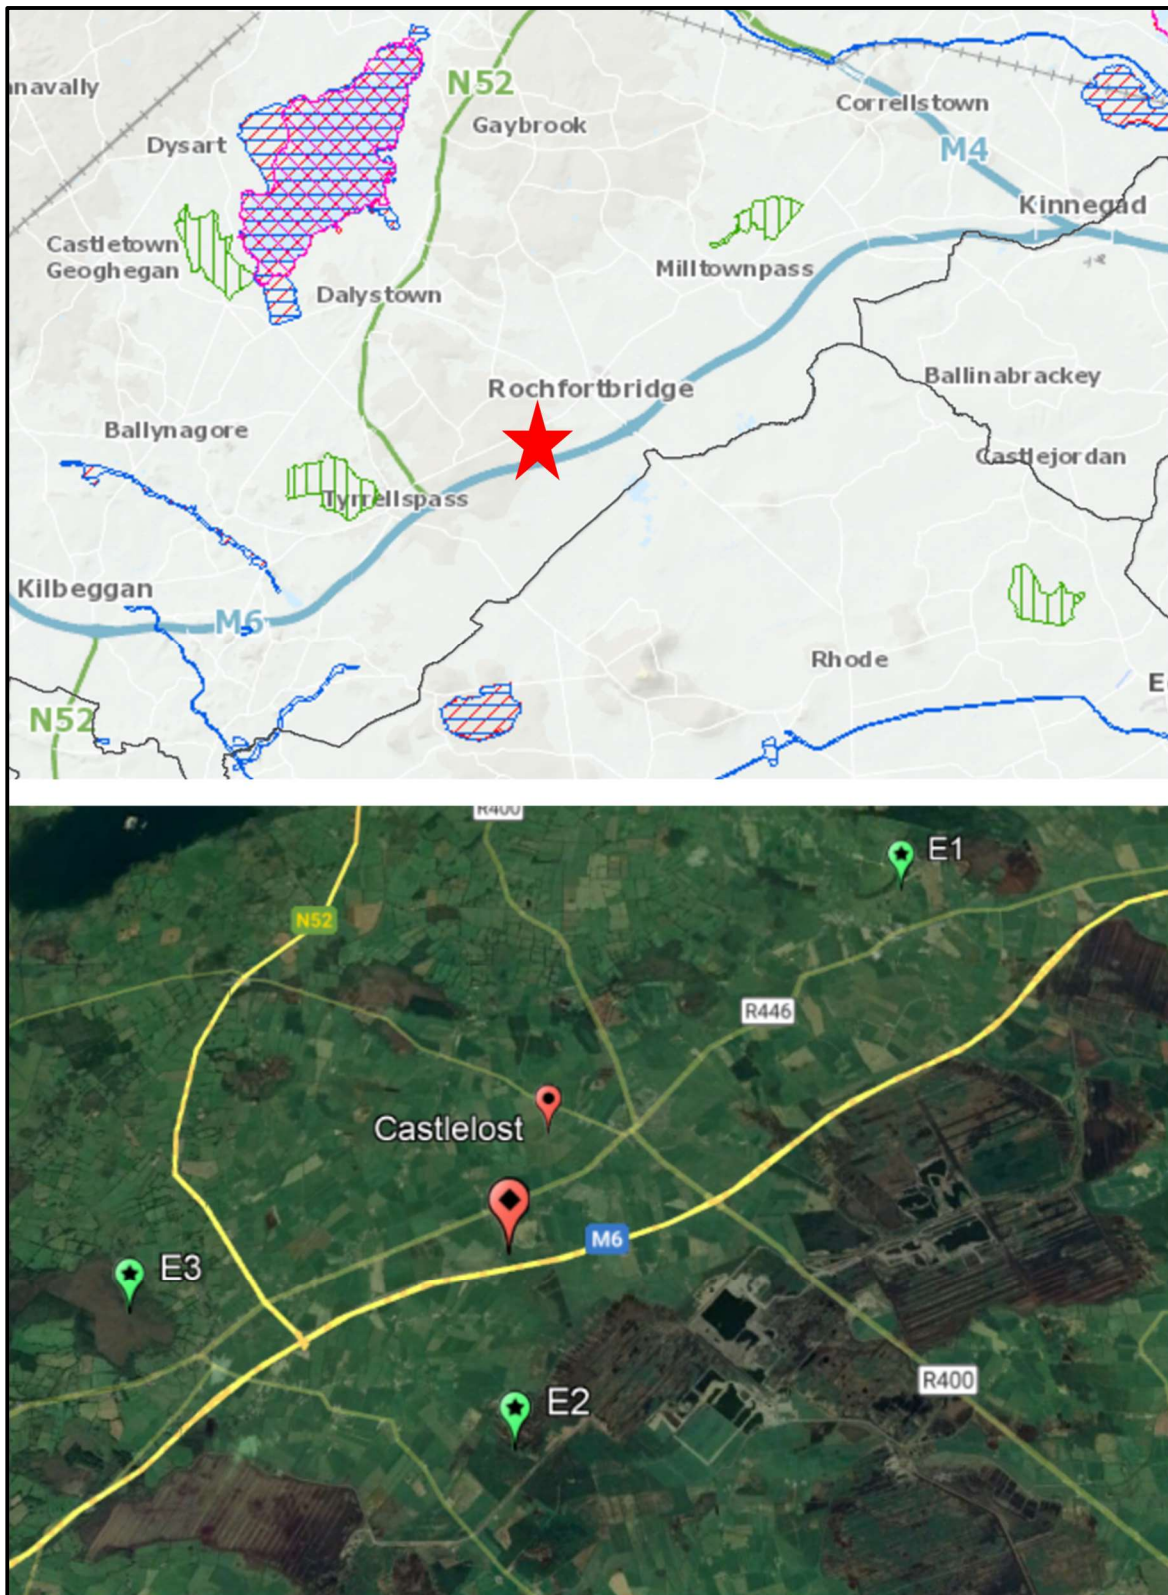 N52
nnavally
Correllstown
Gaybrook
Dysart
M4
Kinnegad
Castletown
Geoghegan
Milltownpass
Dalystown
Ballinabrackey
Rochfortbridge
Ballynagore
Castlejordan
Tyrrellspass
Kilbeggan
M6
Rhode
N52
R400
E1
N52
R446
Castlelost
M6
E3
R400
E2